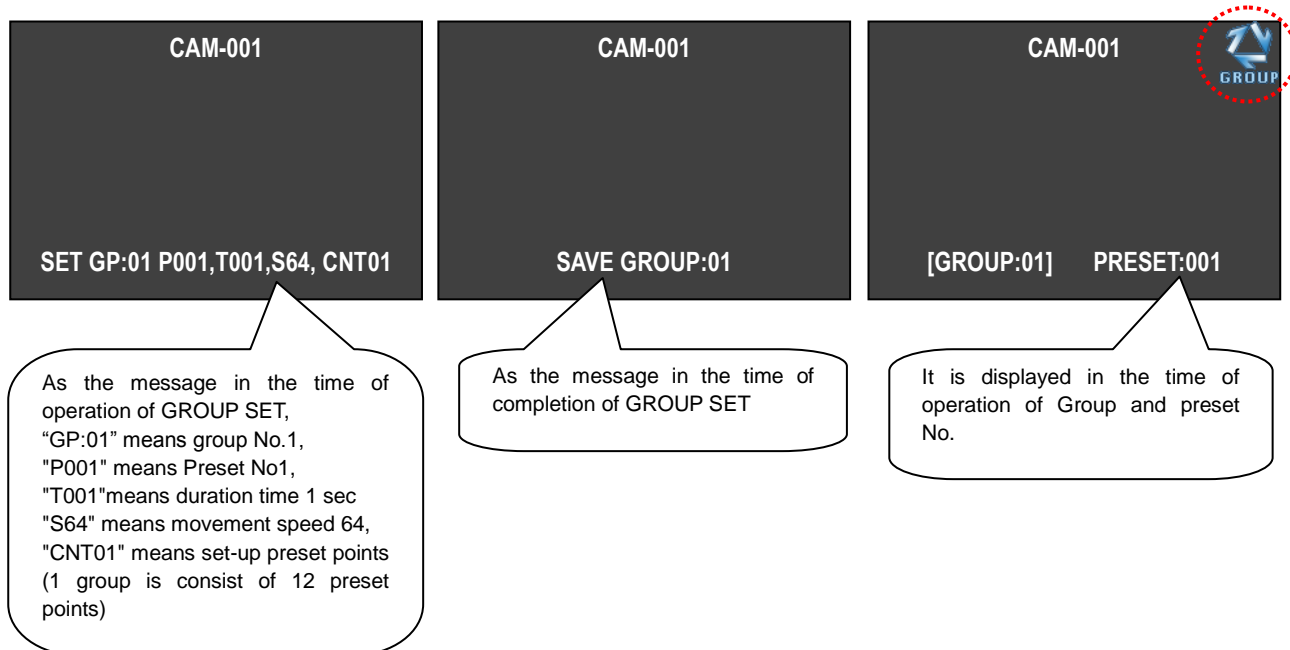 CAM-001
SET GP:01 P001,T001,S64, CNT01
As the message in the time of
operation of GROUP SET,
“GP:01” means group No.1,
"P001" means Preset No1,
"T001"means duration time 1 sec
"S64" means movement speed 64,
"CNT01" means set-up preset points
(1 group is consist of 12 preset
points)
CAM-001
SAVE GROUP:01
As the message in the time of
completion of GROUP SET
CAM-001
GROUP
[GROUP:01] PRESET:001
It is displayed in the time of
operation of Group and preset
No.